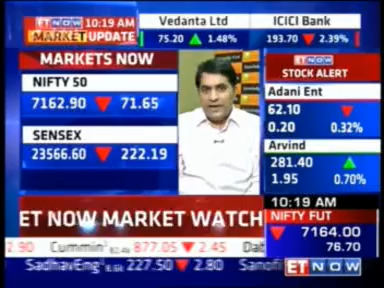 ET NOW 10:19 AM
MARKET UPDATE
Vedanta Ltd
75.20 ▲ 1.48%
ICICI Bank
193.70 ▼ 2.39%
MARKETS NOW
NIFTY 50
7162.90 ▼ 71.65
SENSEX
23566.60 ▼ 222.19
ET NOW
STOCK ALERT
Adani Ent
62.10 ▼
0.20 0.32%
Arvind
281.40 ▲
1.95 0.70%
10:19 AM
NIFTY FUT
▼ 7164.00
76.70
ET NOW MARKET WATCH
2.90 Cummin 877.05 ▼ 2.45 Dab
SadhavEng 227.50 ▼ 2.80 Sanofi
ET NOW